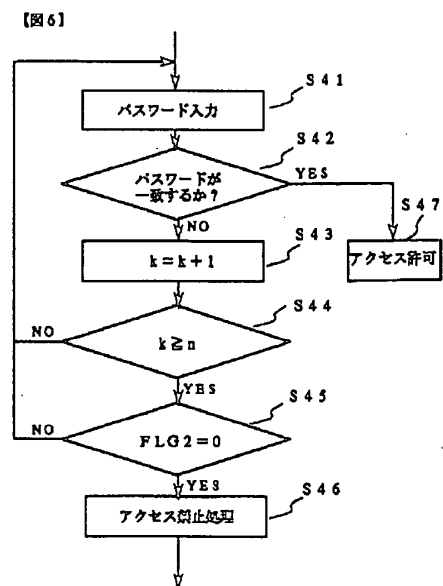 【図6】
S41
パスワード入力
S42
パスワードが
一致するか?
YES
NO
S47
アクセス許可
S43
k=k+1
S44
k≧n
NO
YES
S45
FLG2=0
NO
YES
S46
アクセス禁止処理